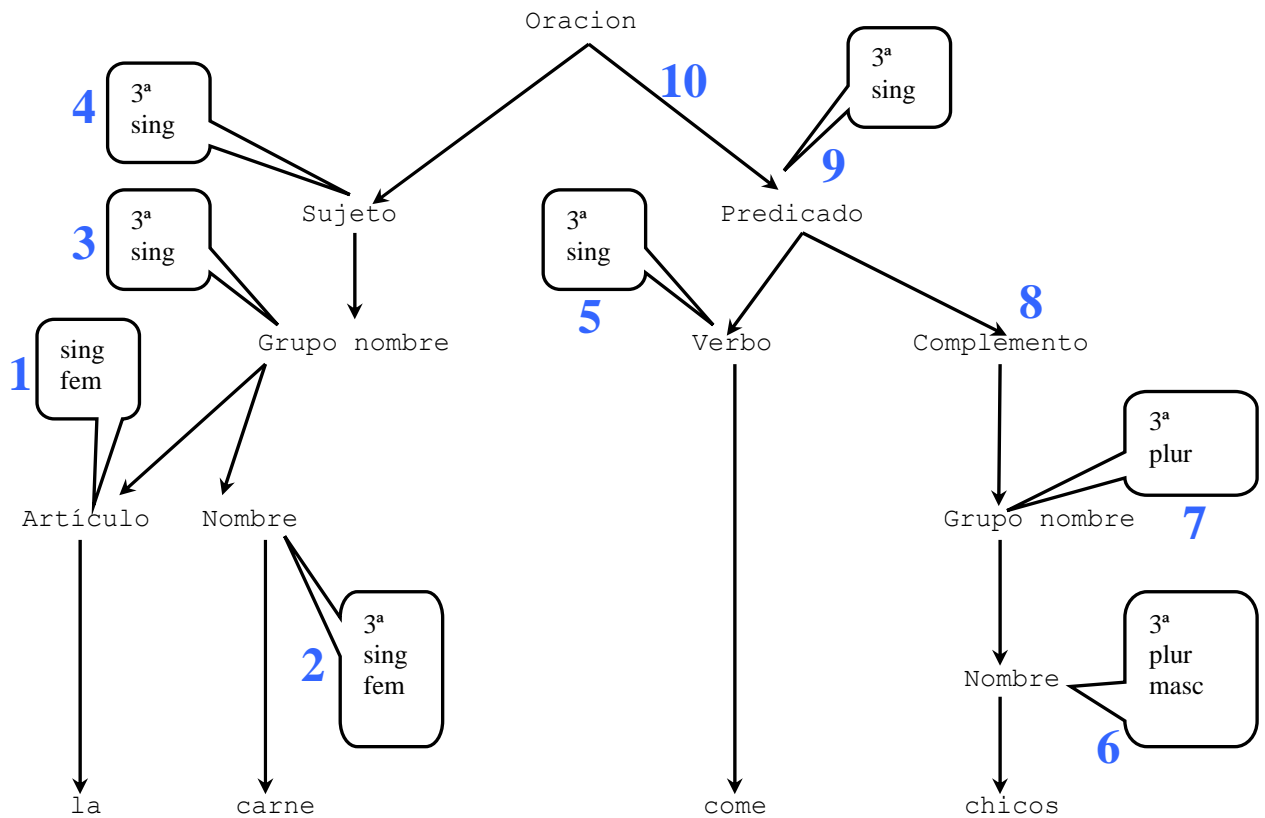 Oracion
10
3ª
sing
9
4
3ª
sing
Sujeto
Predicado
3
3ª
sing
3ª
sing
5
8
Grupo nombre
Verbo
Complemento
1
sing
fem
3ª
plur
7
Artículo
Nombre
Grupo nombre
2
3ª
sing
fem
Nombre
3ª
plur
masc
6
la
carne
come
chicos